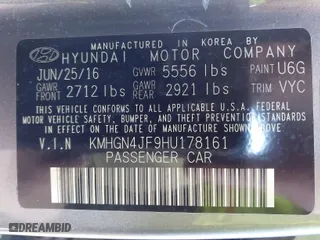 MANUFACTURED IN KOREA BY
HYUNDAI MOTOR COMPANY
JUN/25/16 GVWR 5556 lbs PAINT U6G
GAWR FRONT 2712 lbs GAWR REAR 2921 lbs TRIM VYC
THIS VEHICLE CONFORMS TO ALL APPLICABLE U.S.
FEDERAL MOTOR VEHICLE
SAFETY, BUMPER, AND THEFT PREVENTION STANDARDS
IN EFFECT ON THE DATE OF MANUFACTURE SHOWN ABOVE.
V.I.N KMHGN4JF9HU178161
PASSENGER CAR
DREAMBID